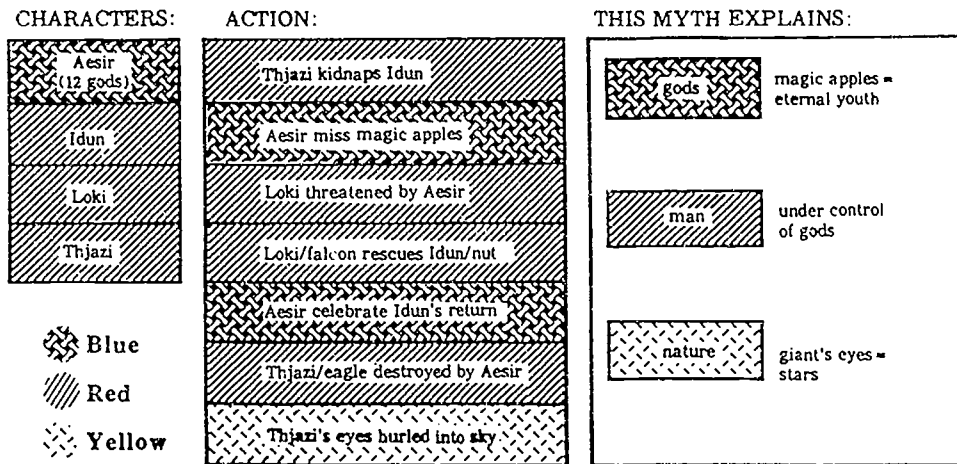 CHARACTERS:
Aesir
(12 gods)
Idun
Loki
Thjazi
Blue
Red
Yellow
ACTION:
Thjazi kidnaps Idun
Aesir miss magic apples
Loki threatened by Aesir
Loki/falcon rescues Idun/nut
Aesir celebrate Idun's return
Thjazi/eagle destroyed by Aesir
Thjazi's eyes hurled into sky
THIS MYTH EXPLAINS:
gods
magic apples =
eternal youth
man
under control
of gods
nature
giant's eyes =
stars